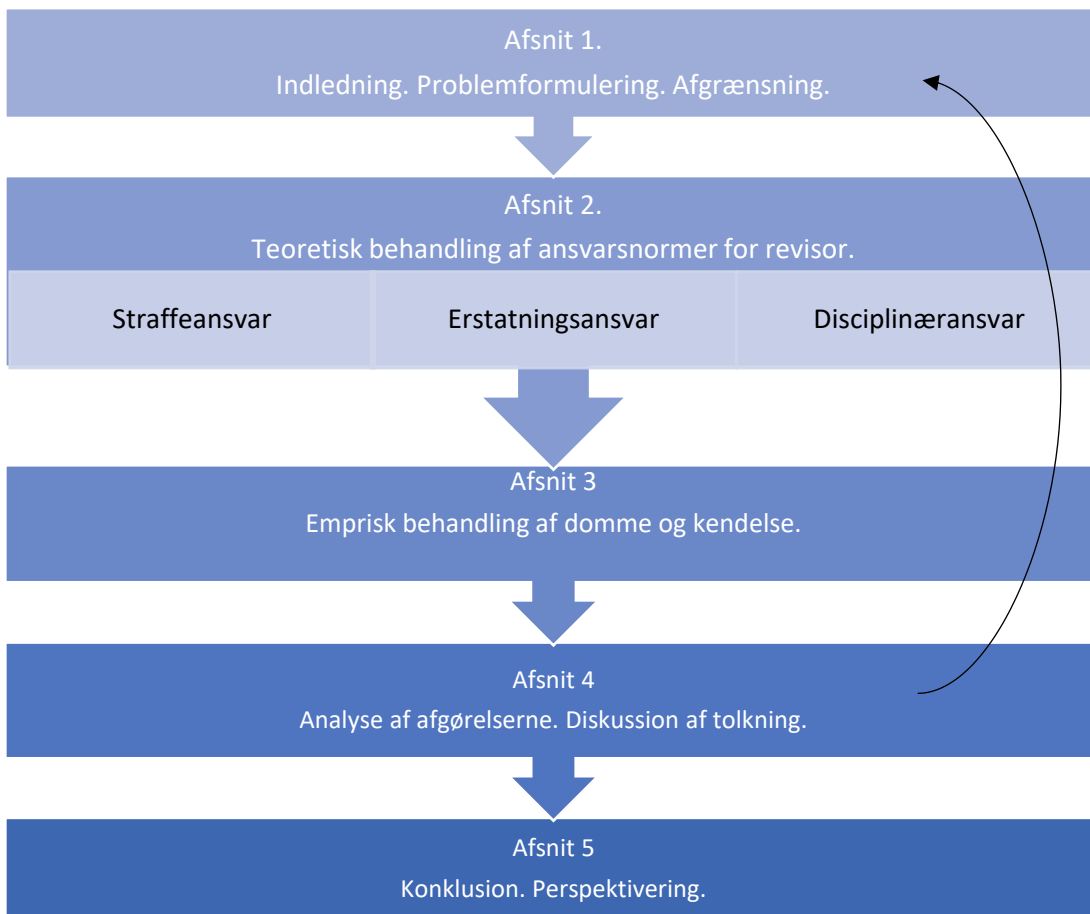 Afsnit 1.
Indledning. Problemformulering. Afgrænsning.
Afsnit 2.
Teoretisk behandling af ansvarsnormer for revisor.
Straffeansvar
Erstatningsansvar
Disciplinæransvar
Afsnit 3
Emprisk behandling af domme og kendelse.
Afsnit 4
Analyse af afgørelserne. Diskussion af tolkning.
Afsnit 5
Konklusion. Perspektivering.